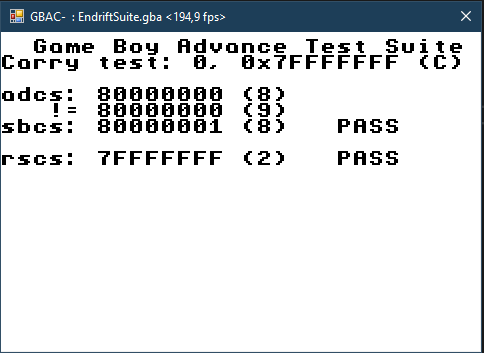 GBAC- : EndriftSuite.gba <194,9 fps>
Game Boy Advance Test Suite
Carry test: 0, 0x7FFFFFFF (C)
adcs: 80000000 (8)
!= 80000000 (9)
sbcs: 80000001 (8) PASS
rscs: 7FFFFFFF (2) PASS